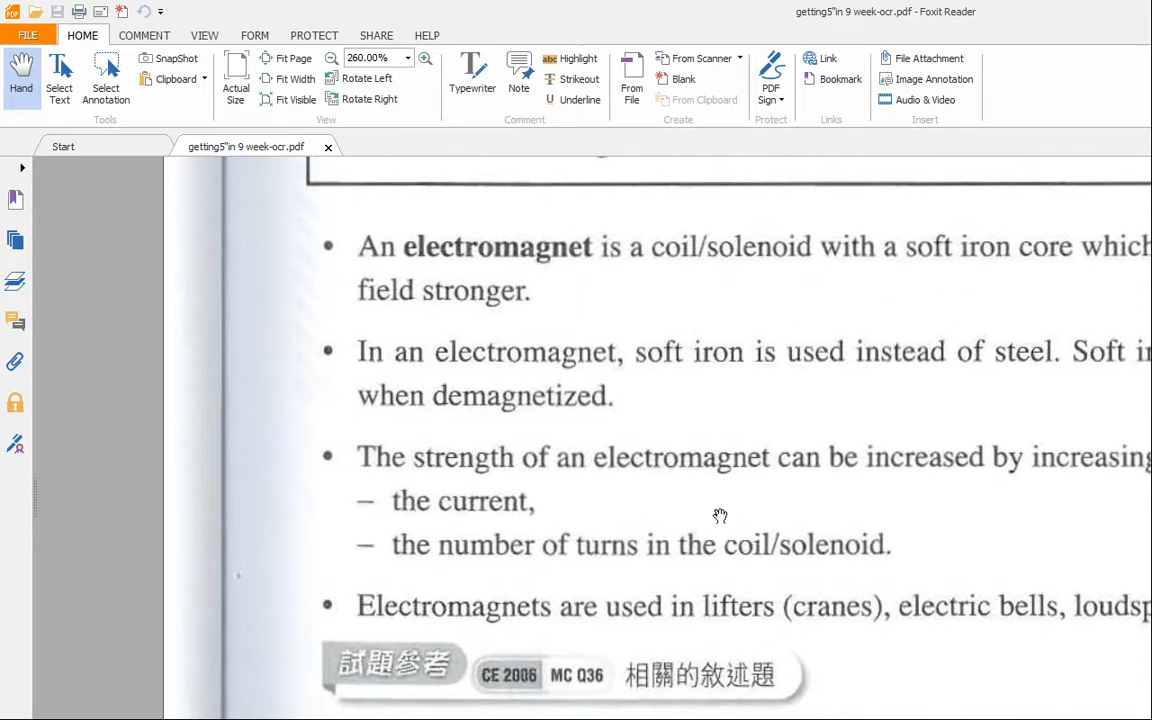 getting5"in 9 week-ocr.pdf - Foxit Reader
FILE HOME COMMENT VIEW FORM PROTECT SHARE HELP
Hand
Select Text
Select Annotation
SnapShot
Clipboard
Tools
Actual Size
Fit Page
Fit Width
Fit Visible
260.00%
Rotate Left
Rotate Right
View
Typewriter
Note
Highlight
Strikeout
Underline
Comment
From File
From Scanner
Blank
From Clipboard
Create
PDF Sign
Protect
Link
Bookmark
Links
File Attachment
Image Annotation
Audio & Video
Insert
Start
getting5"in 9 week-ocr.pdf
• An electromagnet is a coil/solenoid with a soft iron core which
field stronger.
• In an electromagnet, soft iron is used instead of steel. Soft
when demagnetized.
• The strength of an electromagnet can be increased by increasing
– the current,
– the number of turns in the coil/solenoid.
• Electromagnets are used in lifters (cranes), electric bells,
試題參考 CE 2006 MC Q36 相關的敘述題